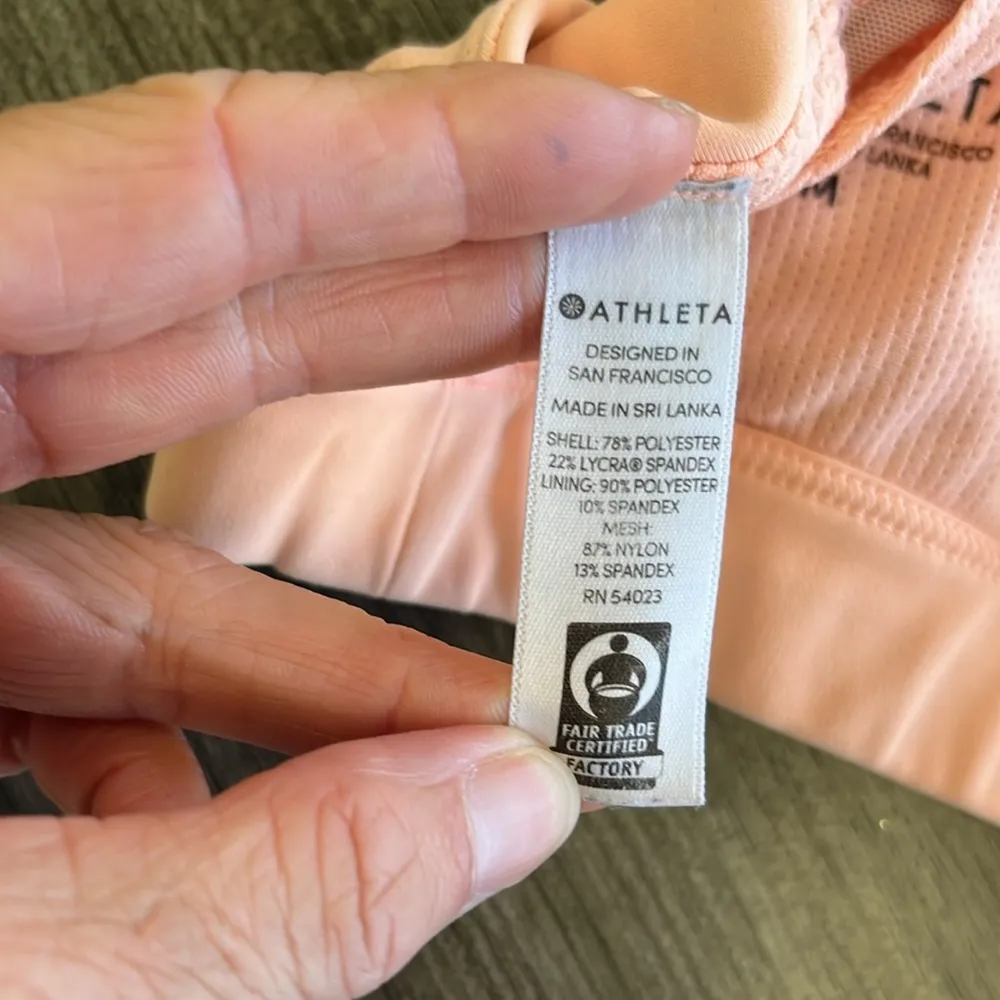 ATHLETA
DESIGNED IN
SAN FRANCISCO
MADE IN SRI LANKA
SHELL: 78% POLYESTER
22% LYCRA® SPANDEX
LINING: 90% POLYESTER
10% SPANDEX
MESH:
87% NYLON
13% SPANDEX
RN 54023
FAIR TRADE
CERTIFIED
FACTORY
LANKA
M